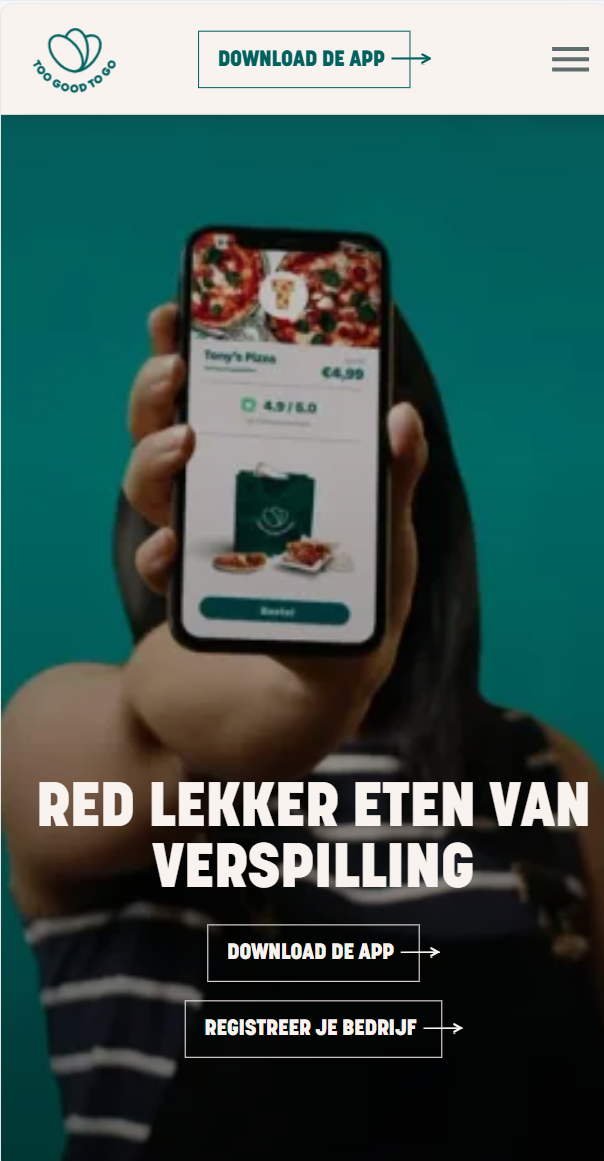 TOO GOOD TO GO
DOWNLOAD DE APP
Tony's Pizza
€4,99
4.9 / 5.0
Bestel
RED LEKKER ETEN VAN
VERSPILLING
DOWNLOAD DE APP
REGISTREER JE BEDRIJF